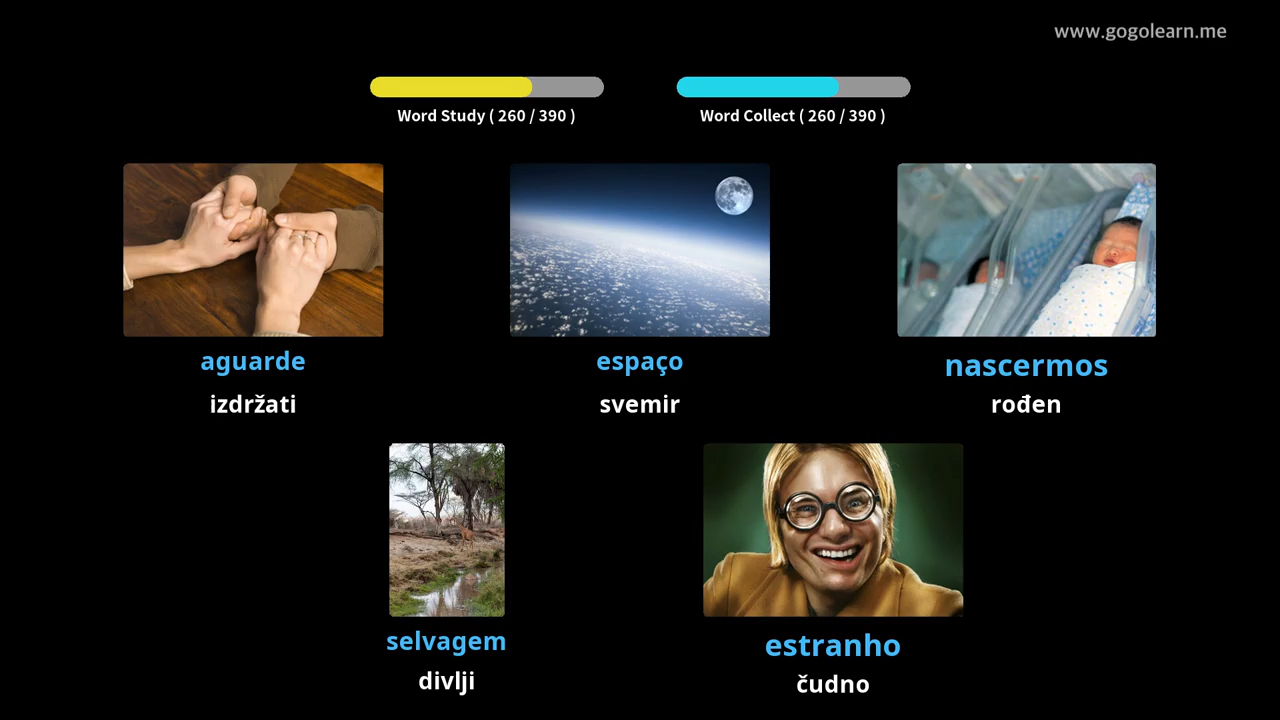 www.gogolearn.me
Word Study ( 260 / 390 )
Word Collect ( 260 / 390 )
aguarde
izdržati
espaço
svemir
nascermos
rođen
selvagem
divlji
estranho
čudno